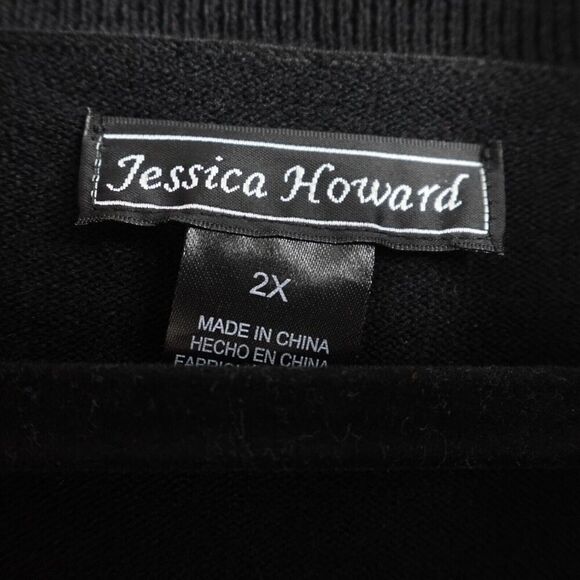 Jessica Howard
2X
MADE IN CHINA
HECHO EN CHINA